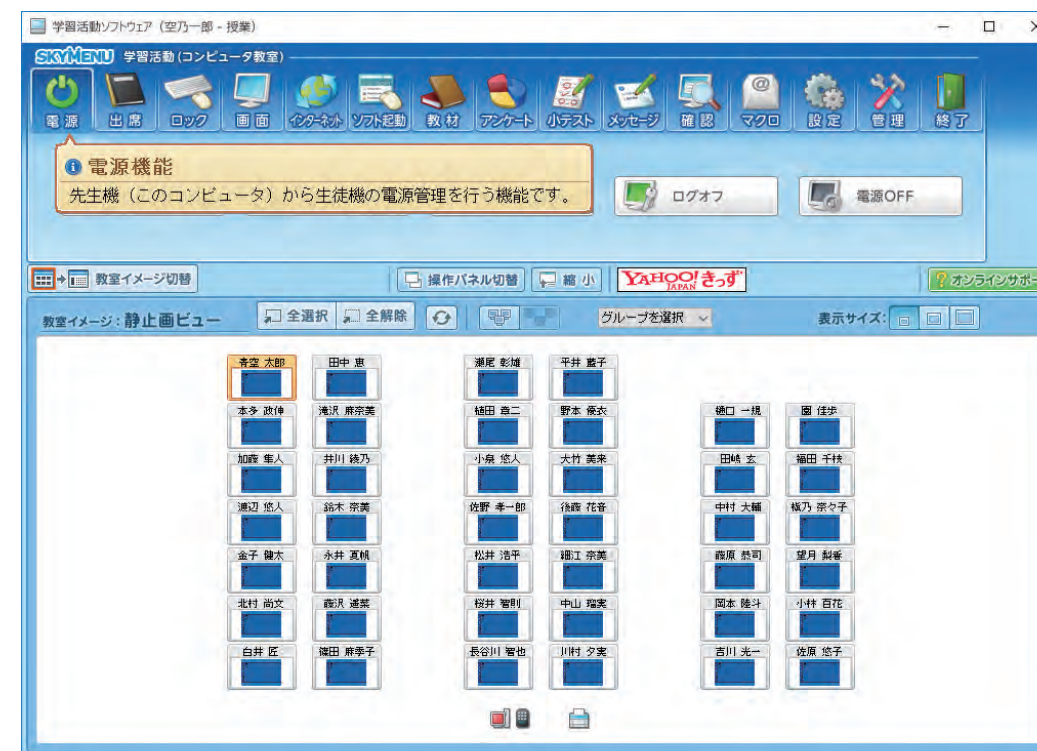 学習活動ソフトウェア (空乃一郎 - 授業)
SKYMENU 学習活動 (コンピュータ教室)
電源 出席 ロック 画面 インターネット ソフト起動 教材 アンケート 小テスト メッセージ 確認 マクロ 設定 管理 終了
電源機能
先生機（このコンピュータ）から生徒機の電源管理を行う機能です。
ログオフ 電源OFF
教室イメージ切替 操作パネル切替 縮小 YAHOO! JAPAN きっず オンラインサポー
教室イメージ：静止画ビュー 全選択 全解除 グループを選択 表示サイズ：
青空 太郎 田中 恵 瀬尾 彰雄 平井 藍子
本多 政伸 滝沢 麻奈美 植田 章二 野本 優衣 樋口 一規 園 佳歩
加藤 隼人 井川 綾乃 小泉 悠人 大竹 美来 田嶋 玄 福田 千扶
渡辺 悠人 鈴木 奈美 佐野 孝一郎 後藤 花音 中村 大輔 槇乃 奈々子
金子 健太 永井 真帆 松井 浩平 細江 奈美 藤原 恭司 望月 梨香
北村 尚文 藤沢 遥菜 桜井 智則 中山 瑠実 岡本 陸斗 小林 百花
白井 匠 篠田 麻季子 長谷川 智也 川村 夕実 吉川 光一 佐原 悠子